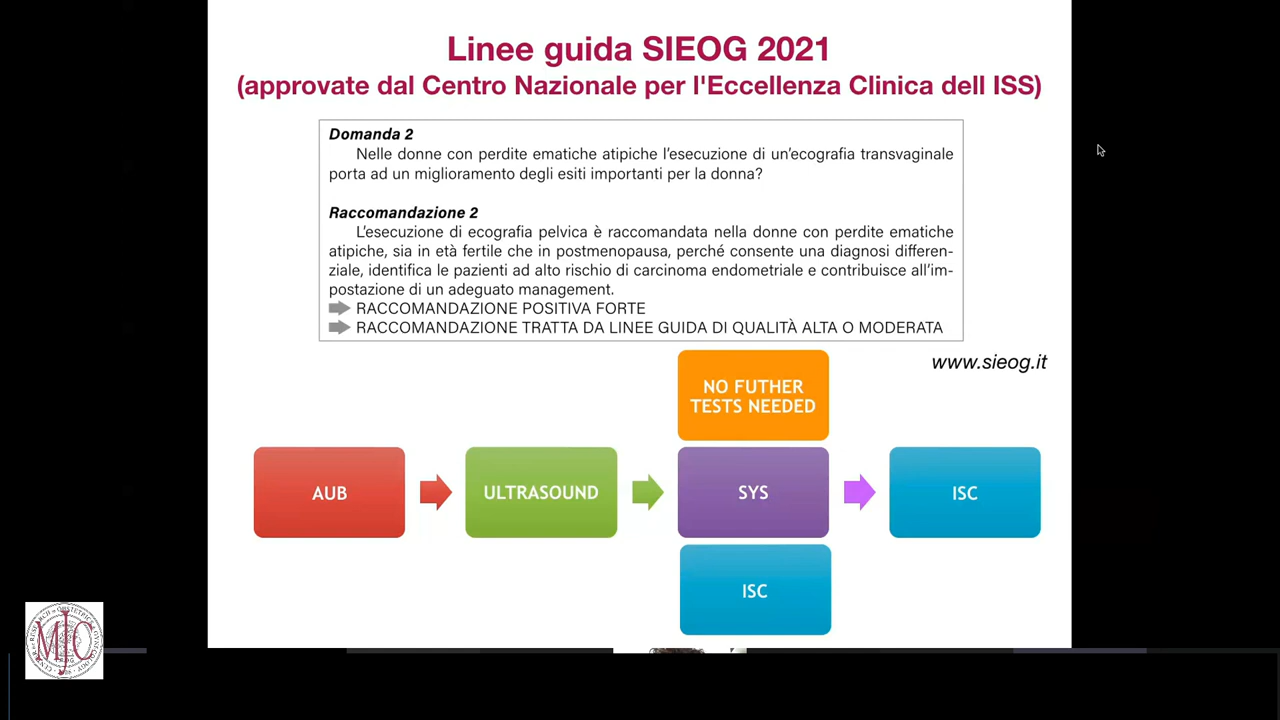 Linee guida SIEOG 2021
(approvate dal Centro Nazionale per l'Eccellenza Clinica dell ISS)
Domanda 2
Nelle donne con perdite ematiche atipiche l’esecuzione di un’ecografia transvaginale
porta ad un miglioramento degli esiti importanti per la donna?
Raccomandazione 2
L’esecuzione di ecografia pelvica è raccomandata nella donne con perdite ematiche
atipiche, sia in età fertile che in postmenopausa, perché consente una diagnosi differen-
ziale, identifica le pazienti ad alto rischio di carcinoma endometriale e contribuisce all’im-
postazione di un adeguato management.
RACCOMANDAZIONE POSITIVA FORTE
RACCOMANDAZIONE TRATTA DA LINEE GUIDA DI QUALITÀ ALTA O MODERATA
www.sieog.it
NO FUTHER
TESTS NEEDED
AUB
ULTRASOUND
SYS
ISC
ISC
MJC